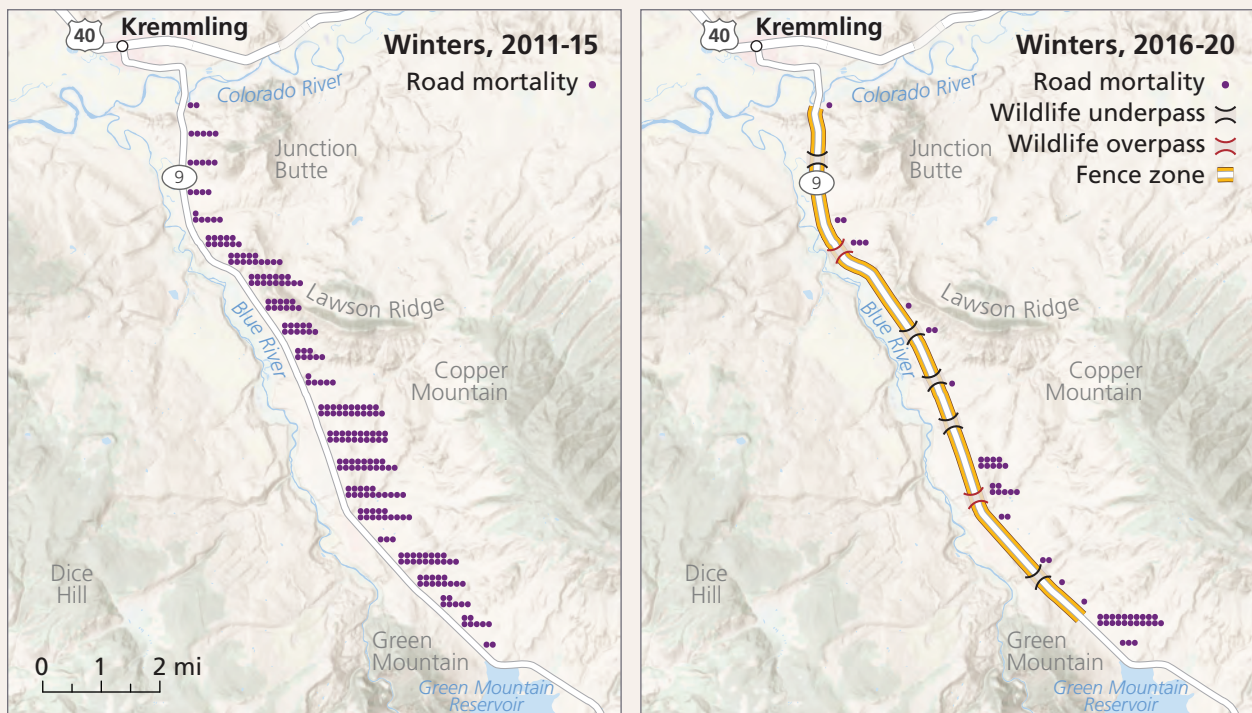 40
Kremmling
Winters, 2011-15
Road mortality
Colorado River
Junction
Butte
9
Lawson Ridge
Blue River
Copper
Mountain
Dice
Hill
Green
Mountain
0 1 2 mi
Green Mountain
Reservoir
40
Kremmling
Winters, 2016-20
Road mortality
Wildlife underpass
Wildlife overpass
Fence zone
Colorado River
Junction
Butte
9
Lawson Ridge
Blue River
Copper
Mountain
Dice
Hill
Green
Mountain
Green Mountain
Reservoir